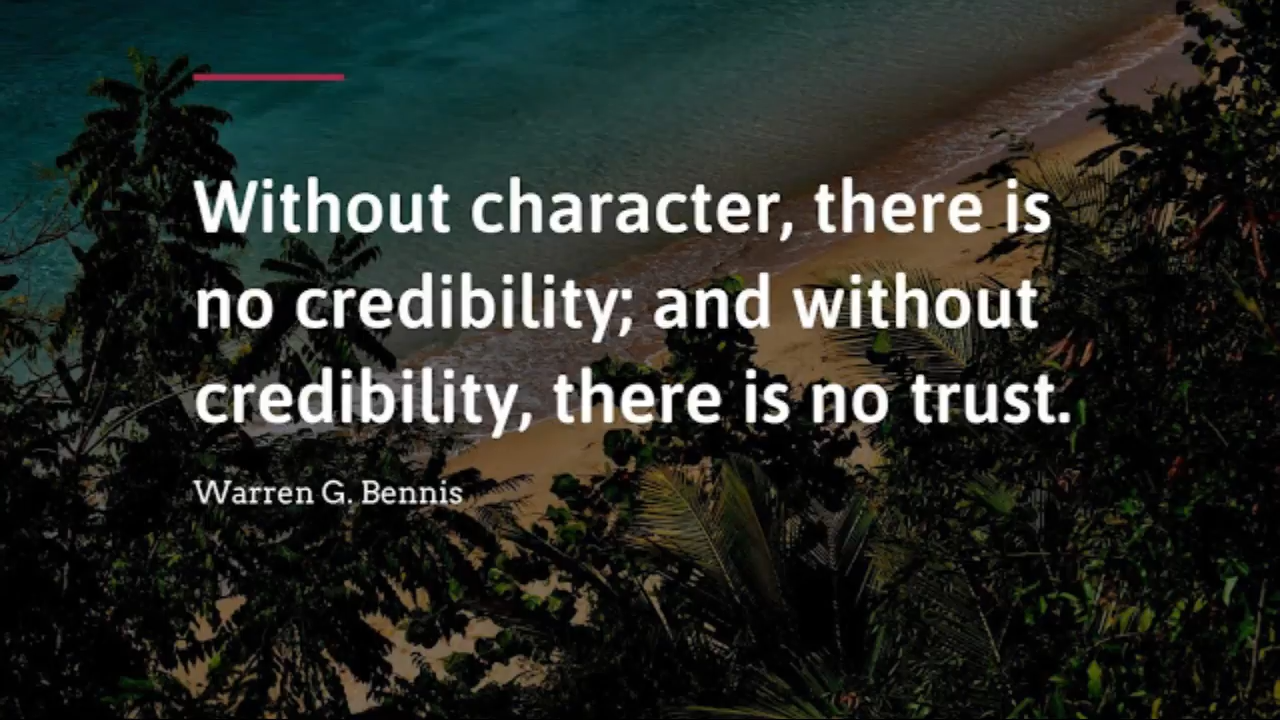 Without character, there is
no credibility; and without
credibility, there is no trust.
Warren G. Bennis